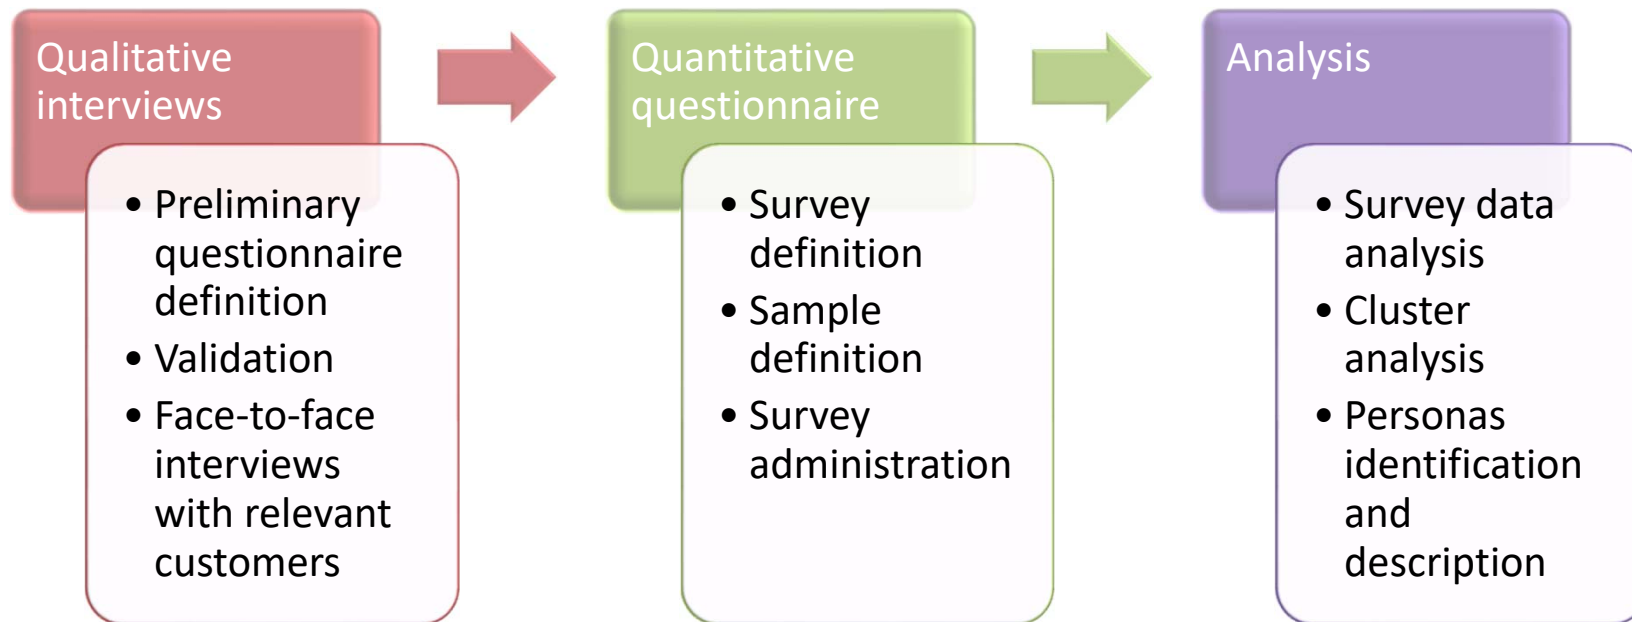 Qualitative
interviews
• Preliminary
questionnaire
definition
• Validation
• Face-to-face
interviews
with relevant
customers
Quantitative
questionnaire
• Survey
definition
• Sample
definition
• Survey
administration
Analysis
• Survey data
analysis
• Cluster
analysis
• Personas
identification
and
description